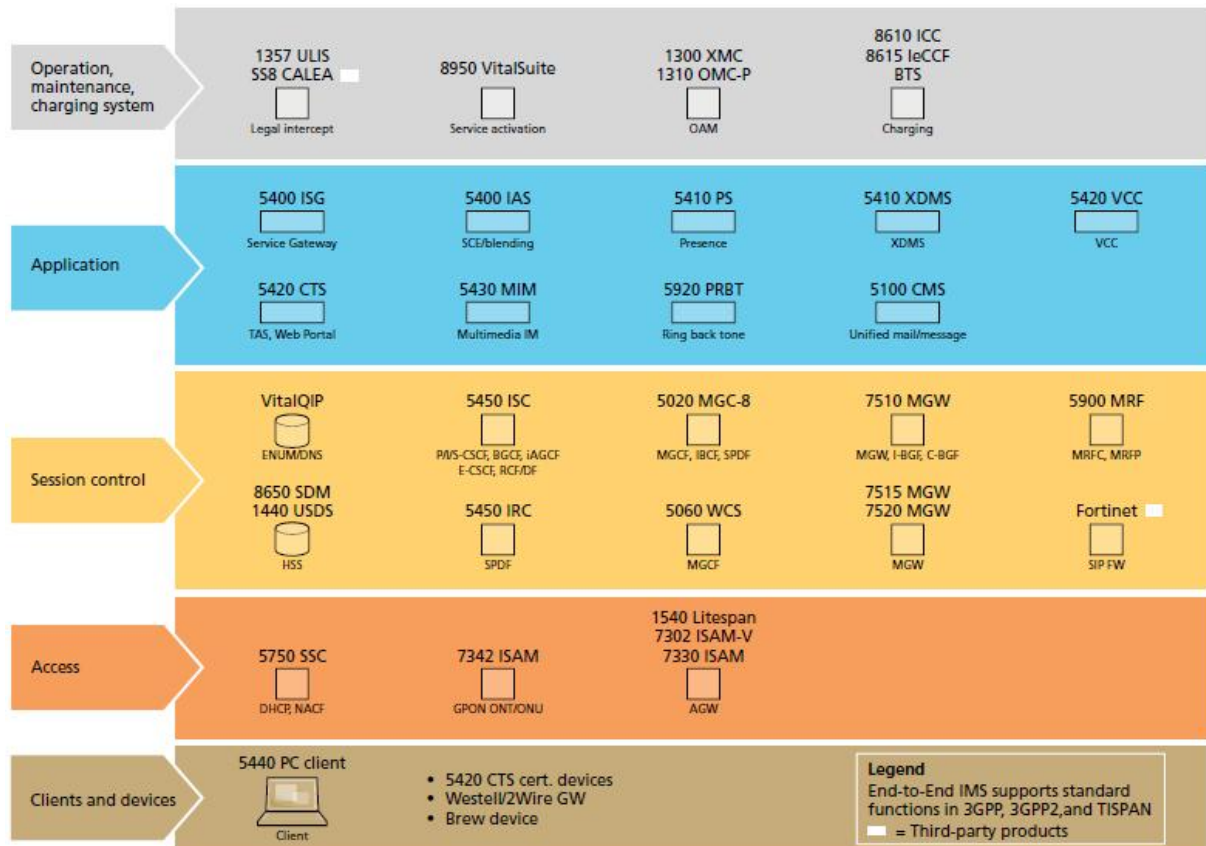 Operation,
maintenance,
charging system
1357 ULIS
SS8 CALEA
Legal intercept
8950 VitalSuite
Service activation
1300 XMC
1310 OMC-P
OAM
8610 ICC
8615 IeCCF
BTS
Charging
Application
5400 ISG
Service Gateway
5400 IAS
SCE/blending
5410 PS
Presence
5410 XDMS
XDMS
5420 VCC
VCC
5420 CTS
TAS, Web Portal
5430 MIM
Multimedia IM
5920 PRBT
Ring back tone
5100 CMS
Unified mail/message
Session control
VitalQIP
ENUM/DNS
5450 ISC
P/I/S-CSCF, BGCF, iAGCF
E-CSCF, RCF/DF
5020 MGC-8
MGCF, IBCF, SPDF
7510 MGW
MGW, I-BGF, C-BGF
5900 MRF
MRFC, MRFP
8650 SDM
1440 USDS
HSS
5450 IRC
SPDF
5060 WCS
MGCF
7515 MGW
7520 MGW
MGW
Fortinet
SIP FW
Access
5750 SSC
DHCP, NACF
7342 ISAM
GPON ONT/ONU
1540 Litespan
7302 ISAM-V
7330 ISAM
AGW
Clients and devices
5440 PC client
Client
• 5420 CTS cert. devices
• Westell/2Wire GW
• Brew device
Legend
End-to-End IMS supports standard
functions in 3GPP, 3GPP2,and TISPAN
= Third-party products